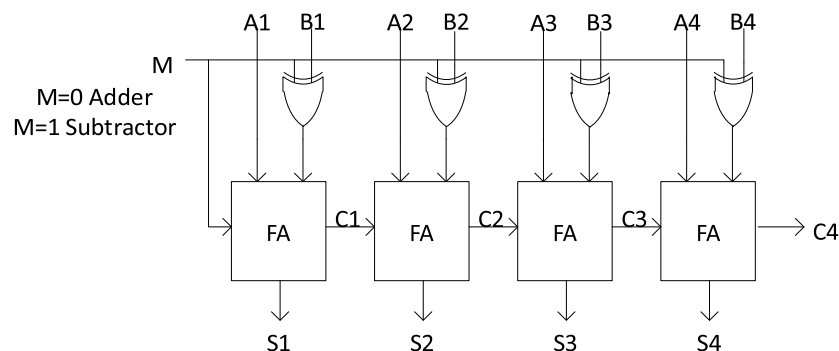 A1 B1 A2 B2 A3 B3 A4 B4
M
M=0 Adder
M=1 Subtractor
FA C1 FA C2 FA C3 FA C4
S1 S2 S3 S4